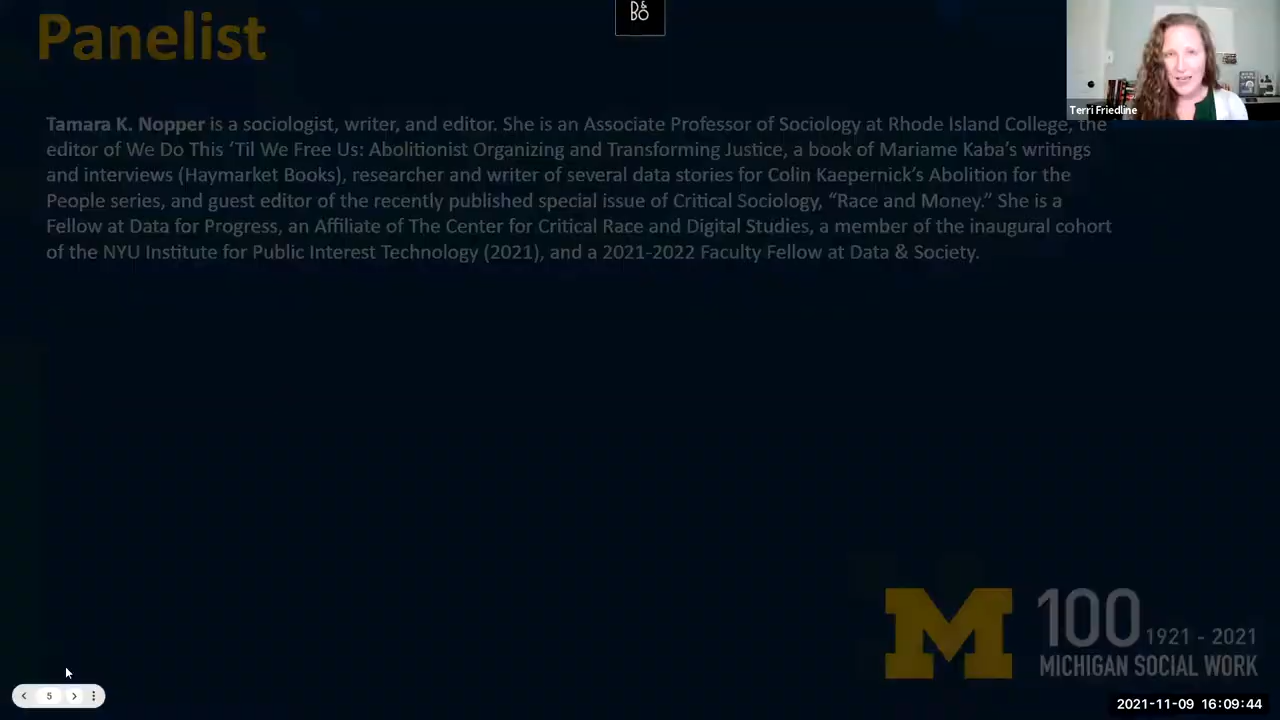 Panelist
B&
BO
Terri Friedline
Tamara K. Nopper is a sociologist, writer, and editor. She is an Associate Professor of Sociology at Rhode Island College, the
editor of We Do This ‘Til We Free Us: Abolitionist Organizing and Transforming Justice, a book of Mariame Kaba’s writings
and interviews (Haymarket Books), researcher and writer of several data stories for Colin Kaepernick’s Abolition for the
People series, and guest editor of the recently published special issue of Critical Sociology, “Race and Money.” She is a
Fellow at Data for Progress, an Affiliate of The Center for Critical Race and Digital Studies, a member of the inaugural cohort
of the NYU Institute for Public Interest Technology (2021), and a 2021-2022 Faculty Fellow at Data & Society.
M
100 1921 - 2021
MICHIGAN SOCIAL WORK
5
2021-11-09 16:09:44